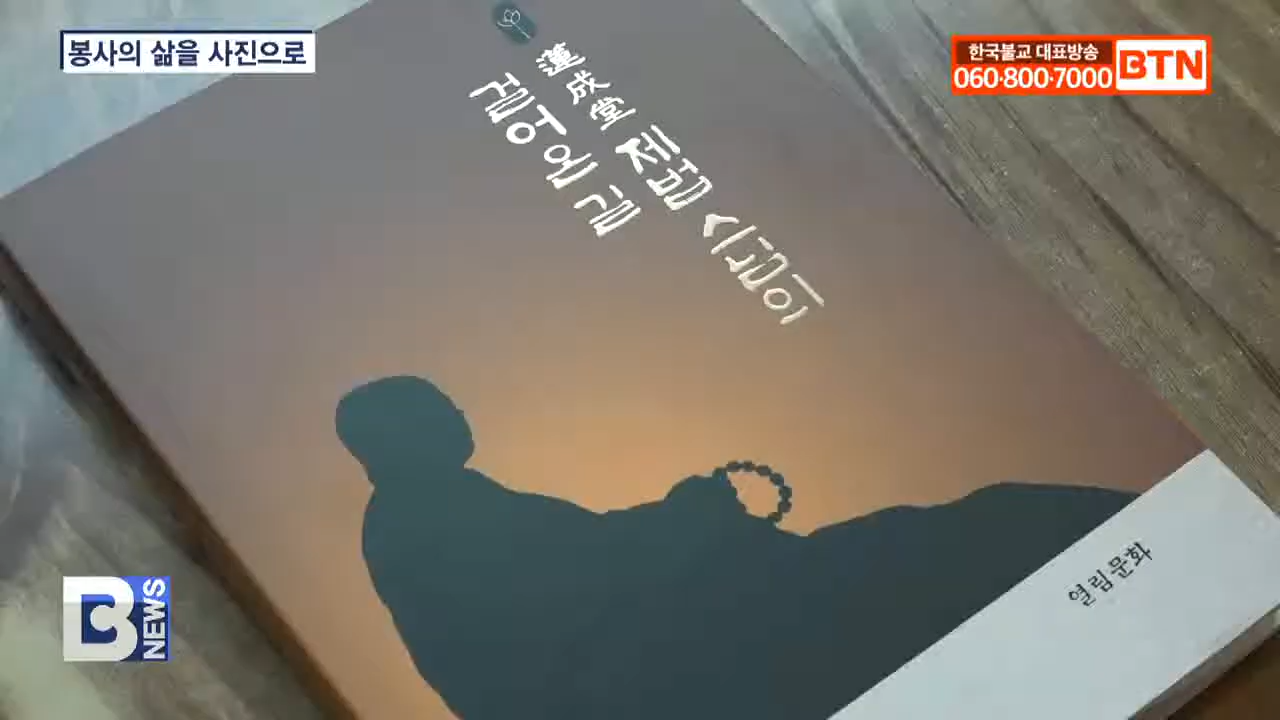 봉사의 삶을 사진으로
한국불교 대표방송
060·800·7000
BTN
蓮成堂 제법 스님이
걸어온 길
열림문화
B NEWS